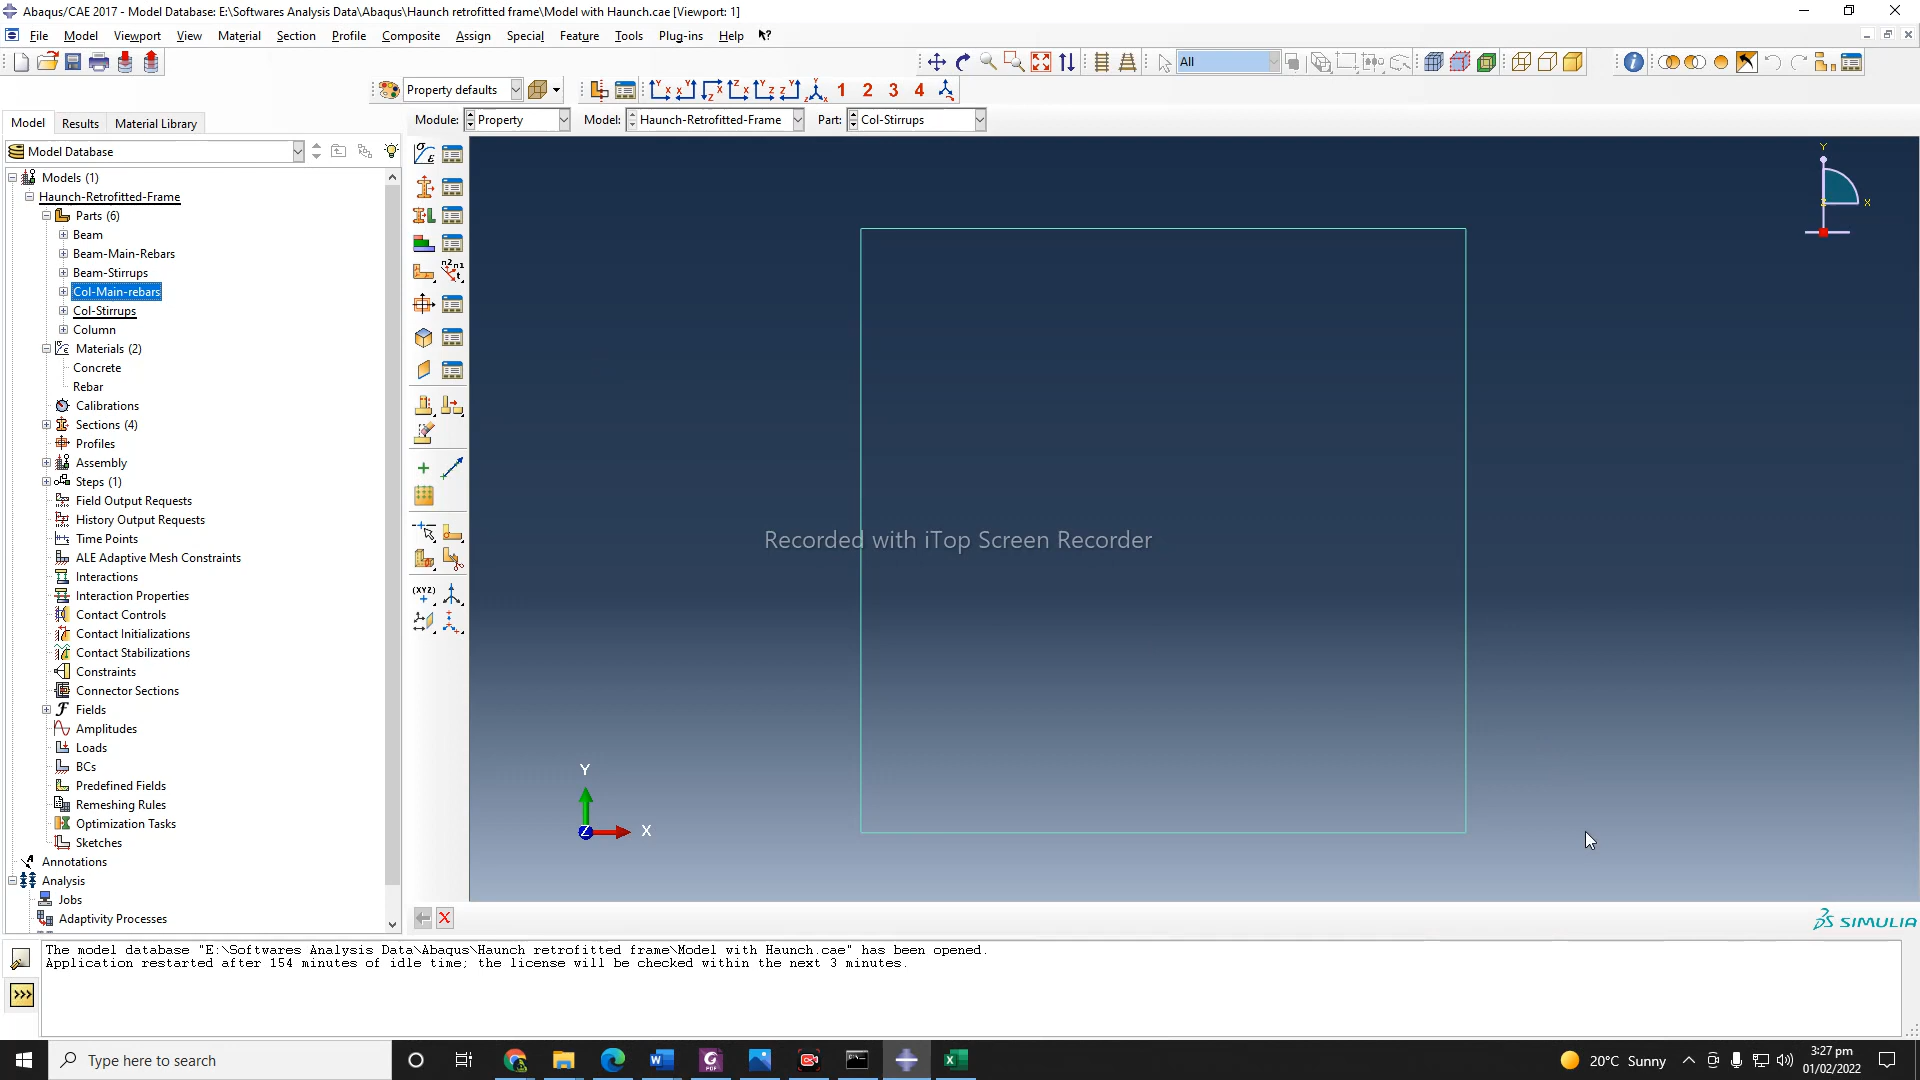 Abaqus/CAE 2017 - Model Database: E:\Softwares Analysis Data\Abaqus\Haunch retrofitted frame\Model with Haunch.cae [Viewport: 1]
File Model Viewport View Material Section Profile Composite Assign Special Feature Tools Plug-ins Help
All
Property defaults
1 2 3 4
Model Results Material Library
Module: Property Model: Haunch-Retrofitted-Frame Part: Col-Stirrups
Model Database
Models (1)
Haunch-Retrofitted-Frame
Parts (6)
Beam
Beam-Main-Rebars
Beam-Stirrups
Col-Main-rebars
Col-Stirrups
Column
Materials (2)
Concrete
Rebar
Calibrations
Sections (4)
Profiles
Assembly
Steps (1)
Field Output Requests
History Output Requests
Time Points
ALE Adaptive Mesh Constraints
Interactions
Interaction Properties
Contact Controls
Contact Initializations
Contact Stabilizations
Constraints
Connector Sections
Fields
Amplitudes
Loads
BCs
Predefined Fields
Remeshing Rules
Optimization Tasks
Sketches
Annotations
Analysis
Jobs
Adaptivity Processes
(XYZ)
Y
X
Z
Recorded with iTop Screen Recorder
Y
X
Z
SIMULIA
The model database "E:\Softwares Analysis Data\Abaqus\Haunch retrofitted frame\Model with Haunch.cae" has been opened.
Application restarted after 154 minutes of idle time; the license will be checked within the next 3 minutes.
>>>
Type here to search
20°C Sunny
3:27 pm
01/02/2022